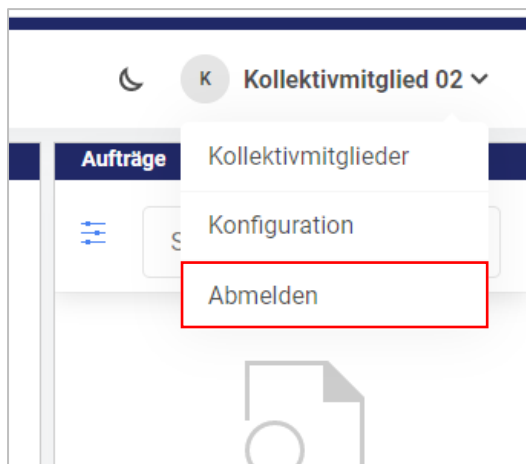 K Kollektivmitglied 02
Aufträge
Kollektivmitglieder
Konfiguration
S
Abmelden